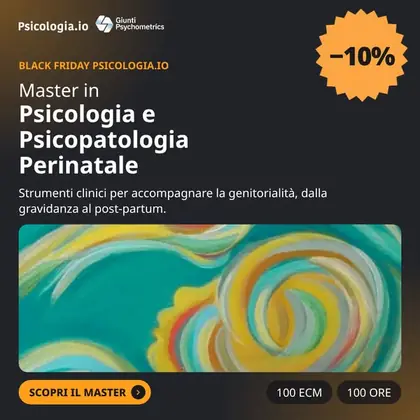 Psicologia.io
Giunti
Psychometrics
−10%
BLACK FRIDAY PSICOLOGIA.IO
Master in
Psicologia e
Psicopatologia
Perinatale
Strumenti clinici per accompagnare la genitorialità, dalla
gravidanza al post-partum.
SCOPRI IL MASTER
100 ECM
100 ORE